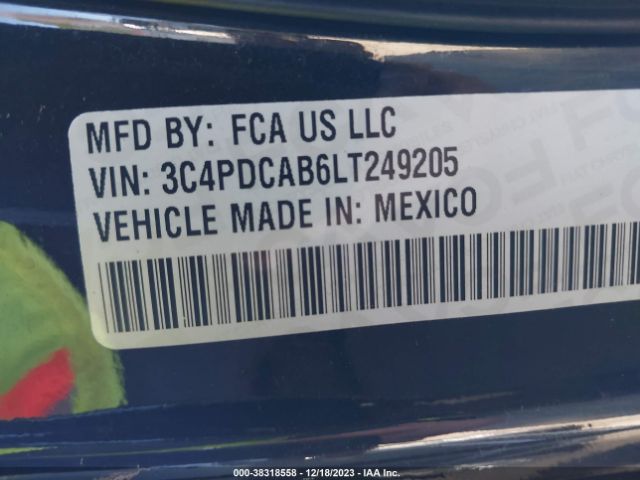 MFD BY: FCA US LLC
VIN: 3C4PDCAB6LT249205
VEHICLE MADE IN: MEXICO
000-38318558 - 12/18/2023 - IAA Inc.